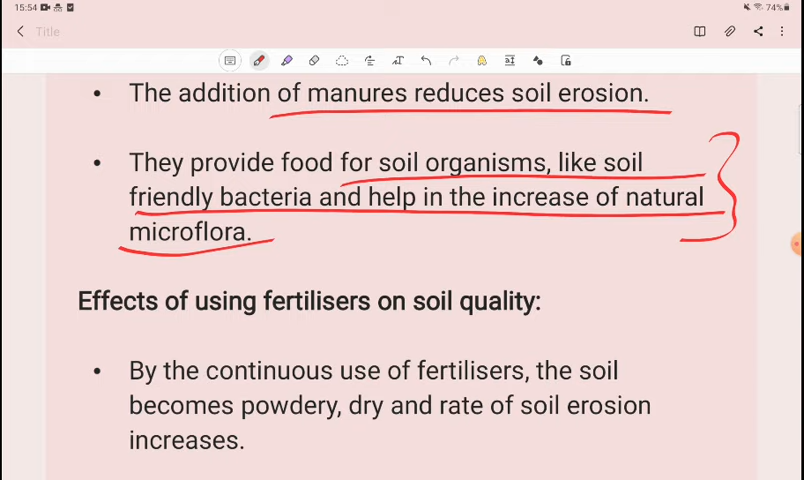 15:54
74%
Title
• The addition of manures reduces soil erosion.
• They provide food for soil organisms, like soil
friendly bacteria and help in the increase of natural
microflora.
Effects of using fertilisers on soil quality:
• By the continuous use of fertilisers, the soil
becomes powdery, dry and rate of soil erosion
increases.